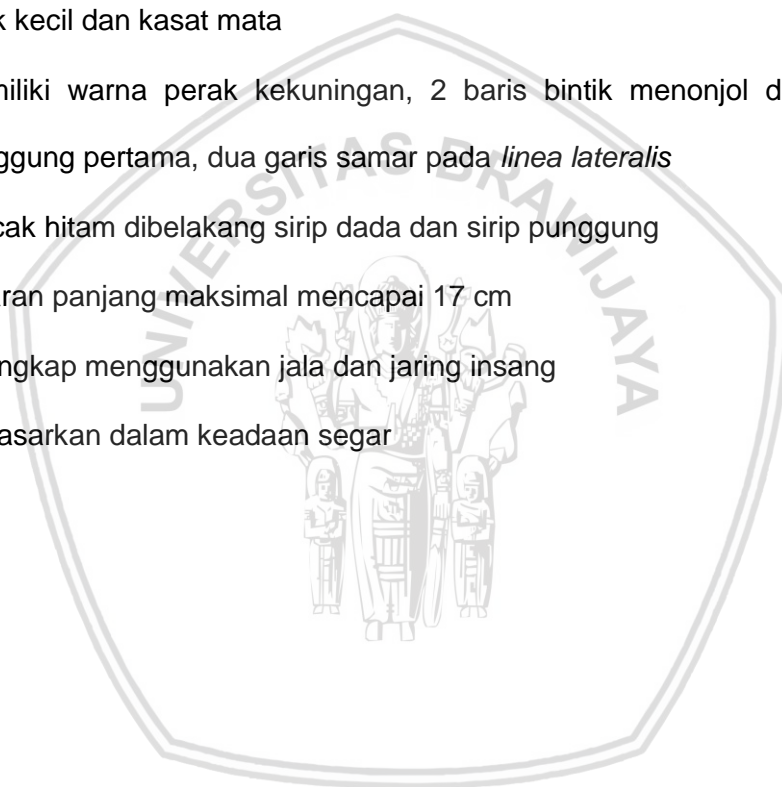 k kecil dan kasat mata
niliki warna perak kekuningan, 2 baris bintik menonjol d
ggung pertama, dua garis samar pada linea lateralis
cak hitam dibelakang sirip dada dan sirip punggung
ran panjang maksimal mencapai 17 cm
ngkap menggunakan jala dan jaring insang
asarkan dalam keadaan segar
UNIVERSITAS BRAWIJAYA